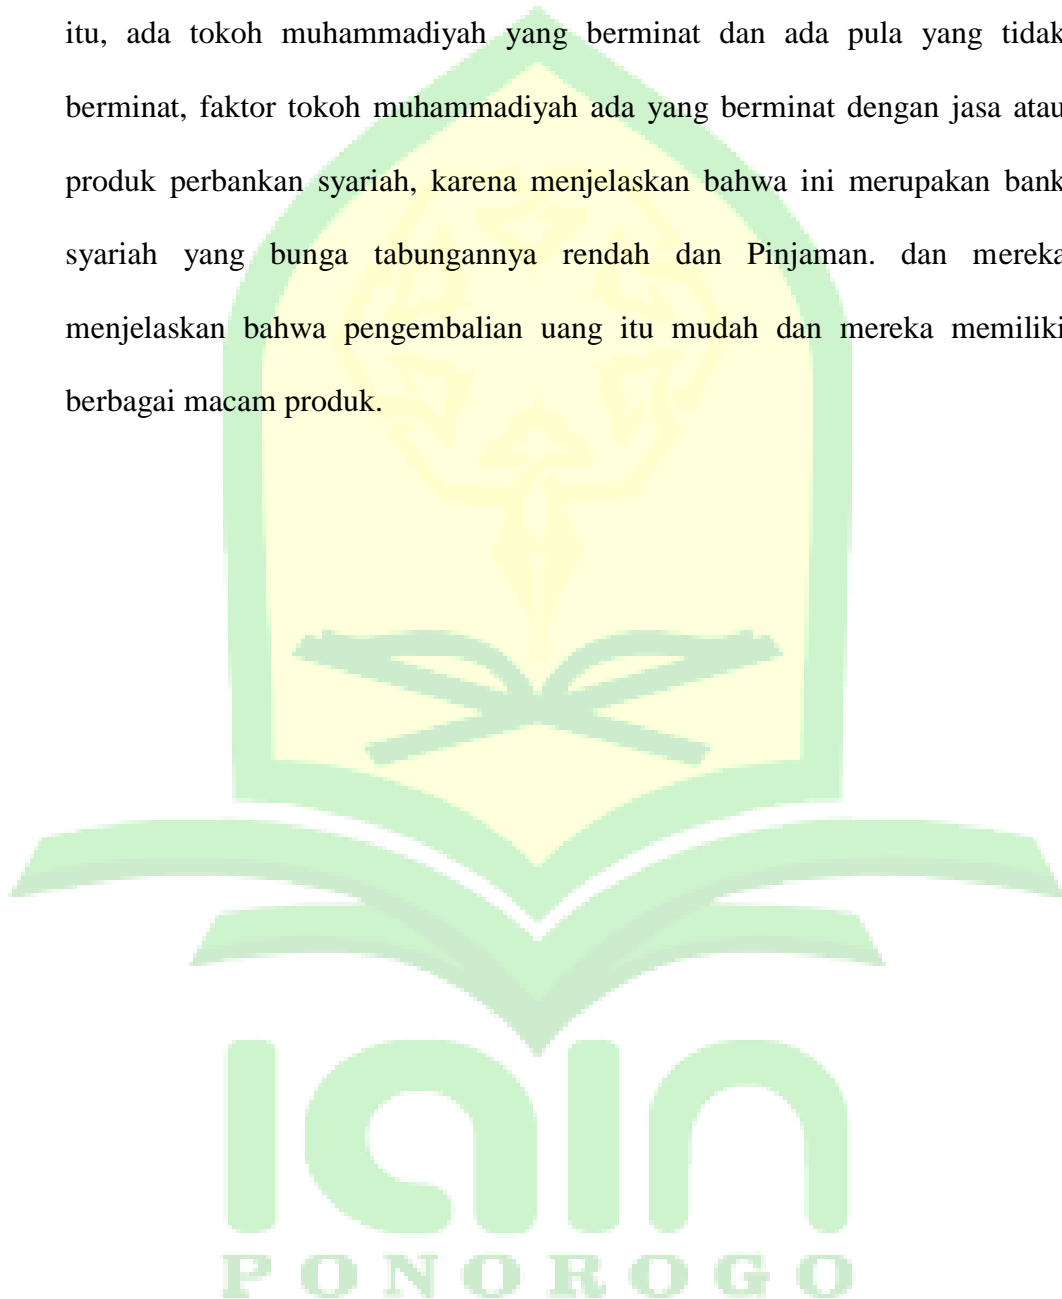 itu, ada tokoh muhammadiyah yang berminat dan ada pula yang tidak
berminat, faktor tokoh muhammadiyah ada yang berminat dengan jasa atau
produk perbankan syariah, karena menjelaskan bahwa ini merupakan bank
syariah yang bunga tabungannya rendah dan Pinjaman. dan mereka
menjelaskan bahwa pengembalian uang itu mudah dan mereka memiliki
berbagai macam produk.
iain
PONOROGO